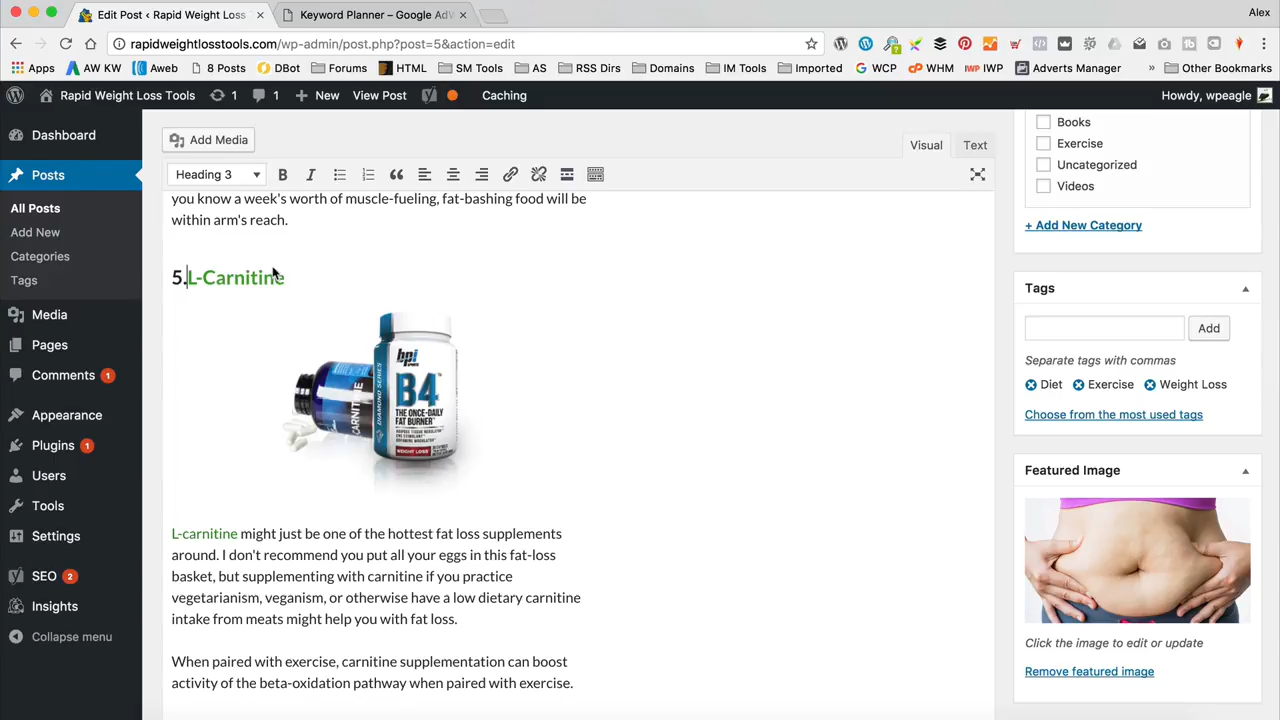 Edit Post ‹ Rapid Weight Loss
Keyword Planner – Google AdW
Alex
rapidweightlosstools.com/wp-admin/post.php?post=5&action=edit
Apps
AW KW
Aweb
8 Posts
DBot
Forums
HTML
SM Tools
AS
RSS Dirs
Domains
IM Tools
Imported
WCP
WHM
IWP
Adverts Manager
»
Other Bookmarks
Rapid Weight Loss Tools
1
1
New
View Post
Caching
Howdy, wpeagle
Dashboard
Posts
All Posts
Add New
Categories
Tags
Media
Pages
Comments 1
Appearance
Plugins 1
Users
Tools
Settings
SEO 2
Insights
Collapse menu
Add Media
Visual
Text
Heading 3
you know a week's worth of muscle-fueling, fat-bashing food will be
within arm's reach.
5.L-Carnitine
bpi
SPORTS
B4
THE ONCE-DAILY
FAT BURNER
WEIGHT LOSS
DIAMOND SERIES
CARNITINE
L-carnitine might just be one of the hottest fat loss supplements
around. I don't recommend you put all your eggs in this fat-loss
basket, but supplementing with carnitine if you practice
vegetarianism, veganism, or otherwise have a low dietary carnitine
intake from meats might help you with fat loss.
When paired with exercise, carnitine supplementation can boost
activity of the beta-oxidation pathway when paired with exercise.
Books
Exercise
Uncategorized
Videos
+ Add New Category
Tags
Add
Separate tags with commas
Diet
Exercise
Weight Loss
Choose from the most used tags
Featured Image
Click the image to edit or update
Remove featured image